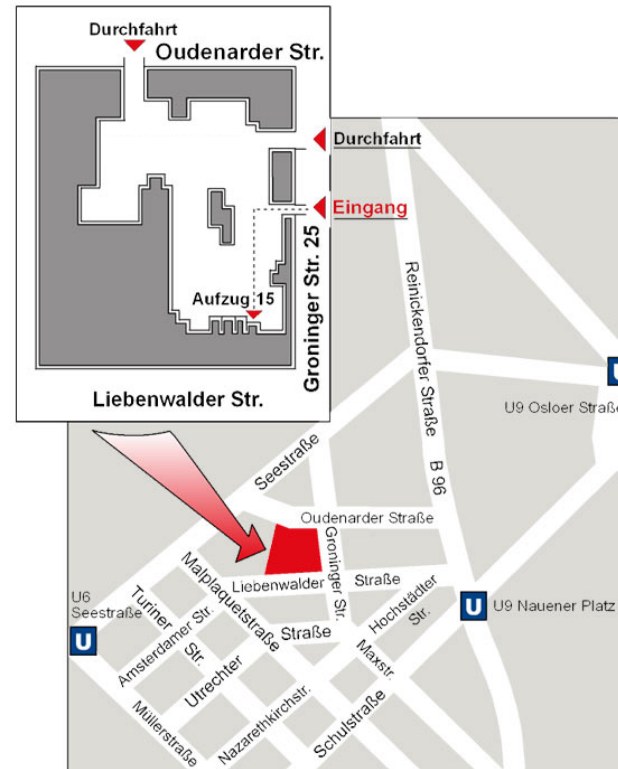 Durchfahrt
Oudenarder Str.
Durchfahrt
Eingang
Groninger Str. 25
Aufzug 15
Liebenwalder Str.
Reinickendorfer Straße B 96
U
U9 Osloer Straße
Seestraße
Oudenarder Straße
Groninger Str.
Liebenwalder Straße
Malplaquetstraße
Hochstädter
Str.
U6
Seestraße
U
U
U9 Nauener Platz
Turiner
Str.
Amsterdamer Str.
Utrechter
Straße
Maxstr.
Müllerstraße
Nazarethkirchstr.
Schulstraße